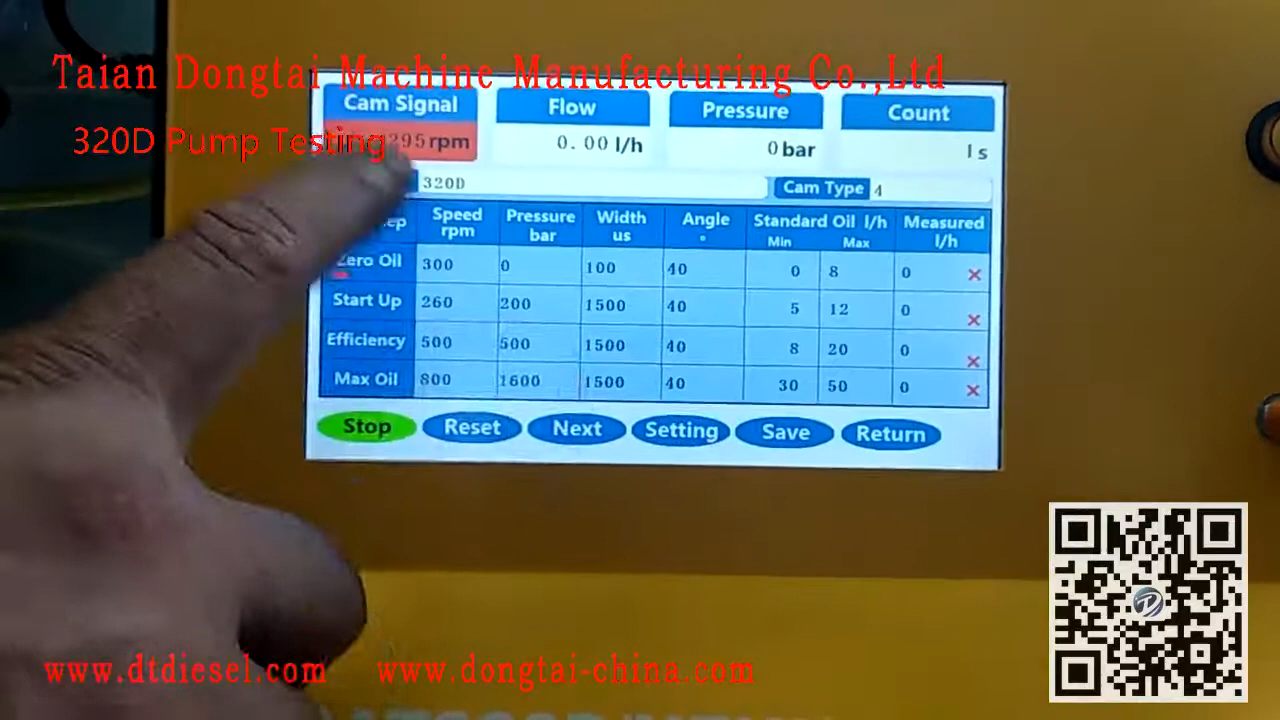 Taian Dongtai Machine Manufacturing Co.,Ltd
320D Pump Testing
Cam Signal Flow Pressure Count
295rpm 0.00 l/h 0 bar 1 s
320D Cam Type 4
Speed rpm Pressure bar Width us Angle ° Standard Oil l/h Min Max Measured l/h
Zero Oil 300 0 100 40 0 8 0 ×
Start Up 260 200 1500 40 5 12 0 ×
Efficiency 500 500 1500 40 8 20 0 ×
Max Oil 800 1600 1500 40 30 50 0 ×
Stop Reset Next Setting Save Return
www.dtdiesel.com www.dongtai-china.com